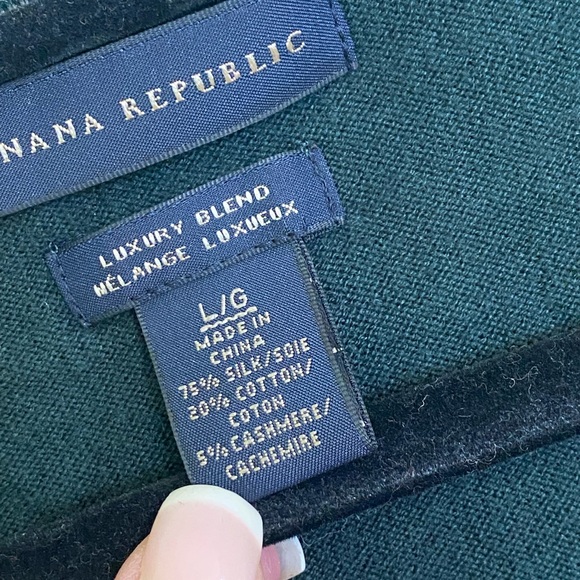 NANA REPUBLIC
LUXURY BLEND
MÉLANGE LUXUEUX
L/G
MADE IN
CHINA
75% SILK/SOIE
20% COTTON/
COTON
5% CASHMERE/
CACHEMIRE